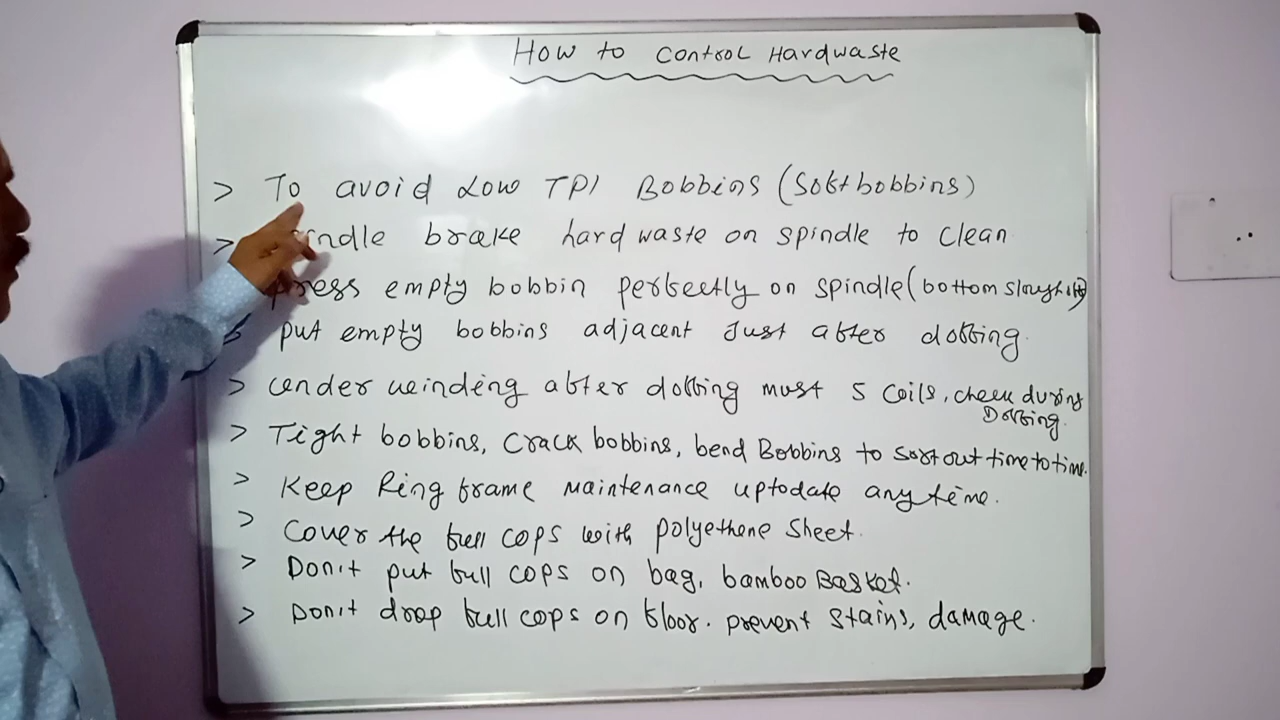 How to Control Hardwaste
> To avoid Low TPI Bobbins (Soft bobbins)
> indle brake hard waste on spindle to clean
press empty bobbin perfectly on spindle (bottom slough
put empty bobbins adjacent Just after doffing.
> under weinding after doffing must 5 Coils, check during
Doffing.
> Tight bobbins, Crack bobbins, bend Bobbins to sort out time to time.
> Keep Ring frame maintenance uptodate anytime.
> Cover the full cops with polyethene Sheet.
> Don't put full cops on bag, bamboo Basket.
> Don't drop full cops on floor. prevent stains, damage.